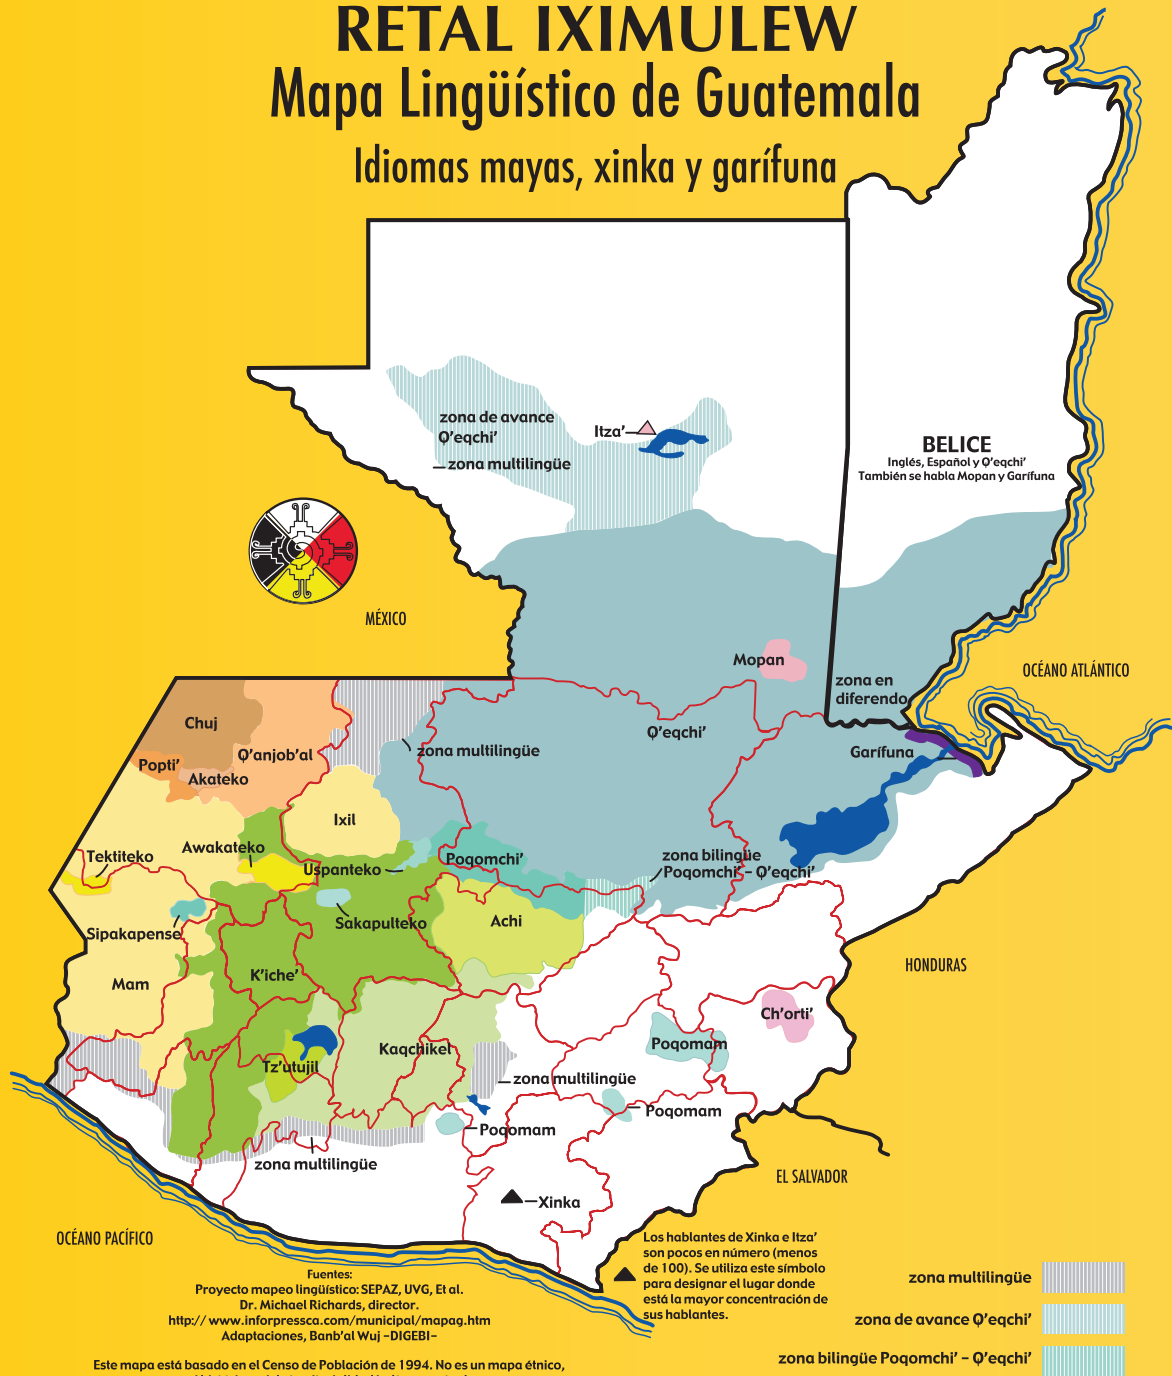 RETAL IXIMULEW
Mapa Lingüístico de Guatemala
Idiomas mayas, xinka y garífuna
zona de avance
Q'eqchi'
zona multilingüe
Itza'
BELICE
Inglés, Español y Q'eqchi'
También se habla Mopan y Garífuna
MÉXICO
Mopan
OCÉANO ATLÁNTICO
zona en
diferendo
Chuj
Q'eqchi'
zona multilingüe
Q'anjob'al
Garífuna
Popti'
Akateko
Ixil
Awakateko
Tektiteko
Uspanteko
Poqomchi'
zona bilingüe
Poqomchi' - Q'eqchi'
Sipakapense
Sakapulteko
Achi
HONDURAS
Mam
K'iche'
Ch'orti'
Poqomam
Kaqchikel
Tz'utujil
zona multilingüe
Poqomam
Poqomam
zona multilingüe
EL SALVADOR
Xinka
OCÉANO PACÍFICO
Los hablantes de Xinka e Itza'
son pocos en número (menos
de 100). Se utiliza este símbolo
para designar el lugar donde
está la mayor concentración de
sus hablantes.
Fuentes:
Proyecto mapeo lingüístico: SEPAZ, UVG, Et al.
Dr. Michael Richards, director.
http://www.inforpressca.com/municipal/mapag.htm
Adaptaciones, Banb'al Wuj -DIGEBI-
zona multilingüe
zona de avance Q'eqchi'
zona bilingüe Poqomchi' - Q'eqchi'
Este mapa está basado en el Censo de Población de 1994. No es un mapa étnico,